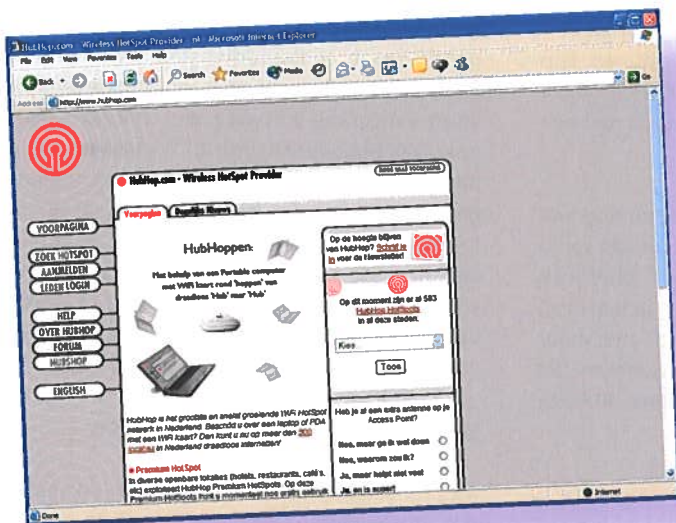 HubHop.com - Wireless HotSpot Provider - nl - Microsoft Internet Explorer
File Edit View Favorites Tools Help
Back Search Favorites Media
Address http://www.hubhop.com Go
HubHop.com - Wireless HotSpot Provider
Voorpagina Dagelijks Nieuws
VOORPAGINA
ZOEK HOTSPOT
AANMELDEN
LEDEN LOGIN
HELP
OVER HUBHOP
FORUM
HUBSHOP
ENGLISH
HubHoppen:
Met behulp van een Portable computer
met WiFi kaart rond 'hoppen' van
draadloze 'Hub' naar 'Hub'
HubHop is het grootste en snelst groeiende WiFi HotSpot
netwerk in Nederland. Beschikt u over een laptop of PDA
met een WiFi kaart? Dan kunt u nu op meer dan 300
locaties in Nederland draadloos internetten!
Premium HotSpot
In diverse openbare lokaties (hotels, restaurants, café's,
etc) exploiteert HubHop Premium HotSpots. Op deze
Premium HotSpots kunt u momenteel nog gratis gebruik
Op de hoogte blijven
van HubHop? Schrijf je
in voor de Newsletter!
Op dit moment zijn er al 583
HubHop HotSpots
in al deze steden:
Kies
Toon
Heb je al een extra antenne op je
Access Point?
Nee, maar ga ik wel doen
Nee, waarom zou ik?
Ja, maar helpt niet veel
Ja, en is super!
Done
Internet